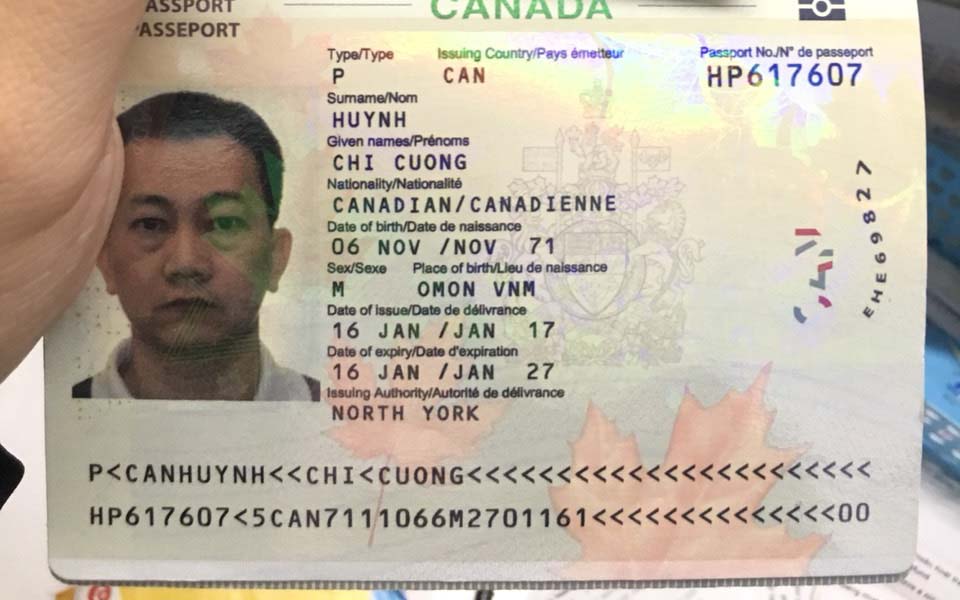 PASSPORT
PASSEPORT
CANADA
Type/Type Issuing Country/Pays émetteur Passport No./N° de passeport
P CAN HP617607
Surname/Nom
HUYNH
Given names/Prénoms
CHI CUONG
Nationality/Nationalité
CANADIAN/CANADIENNE
Date of birth/Date de naissance
06 NOV /NOV 71
Sex/Sexe Place of birth/Lieu de naissance
M OMON VNM
Date of issue/Date de délivrance
16 JAN /JAN 17
Date of expiry/Date d'expiration
16 JAN /JAN 27
Issuing Authority/Autorité de délivrance
NORTH YORK
EHE69827
CAN
P<CANHUYNH<<CHI<CUONG<<<<<<<<<<<<<<<<<<<<<<<
HP617607<5CAN7111066M2701161<<<<<<<<<<<<<<00